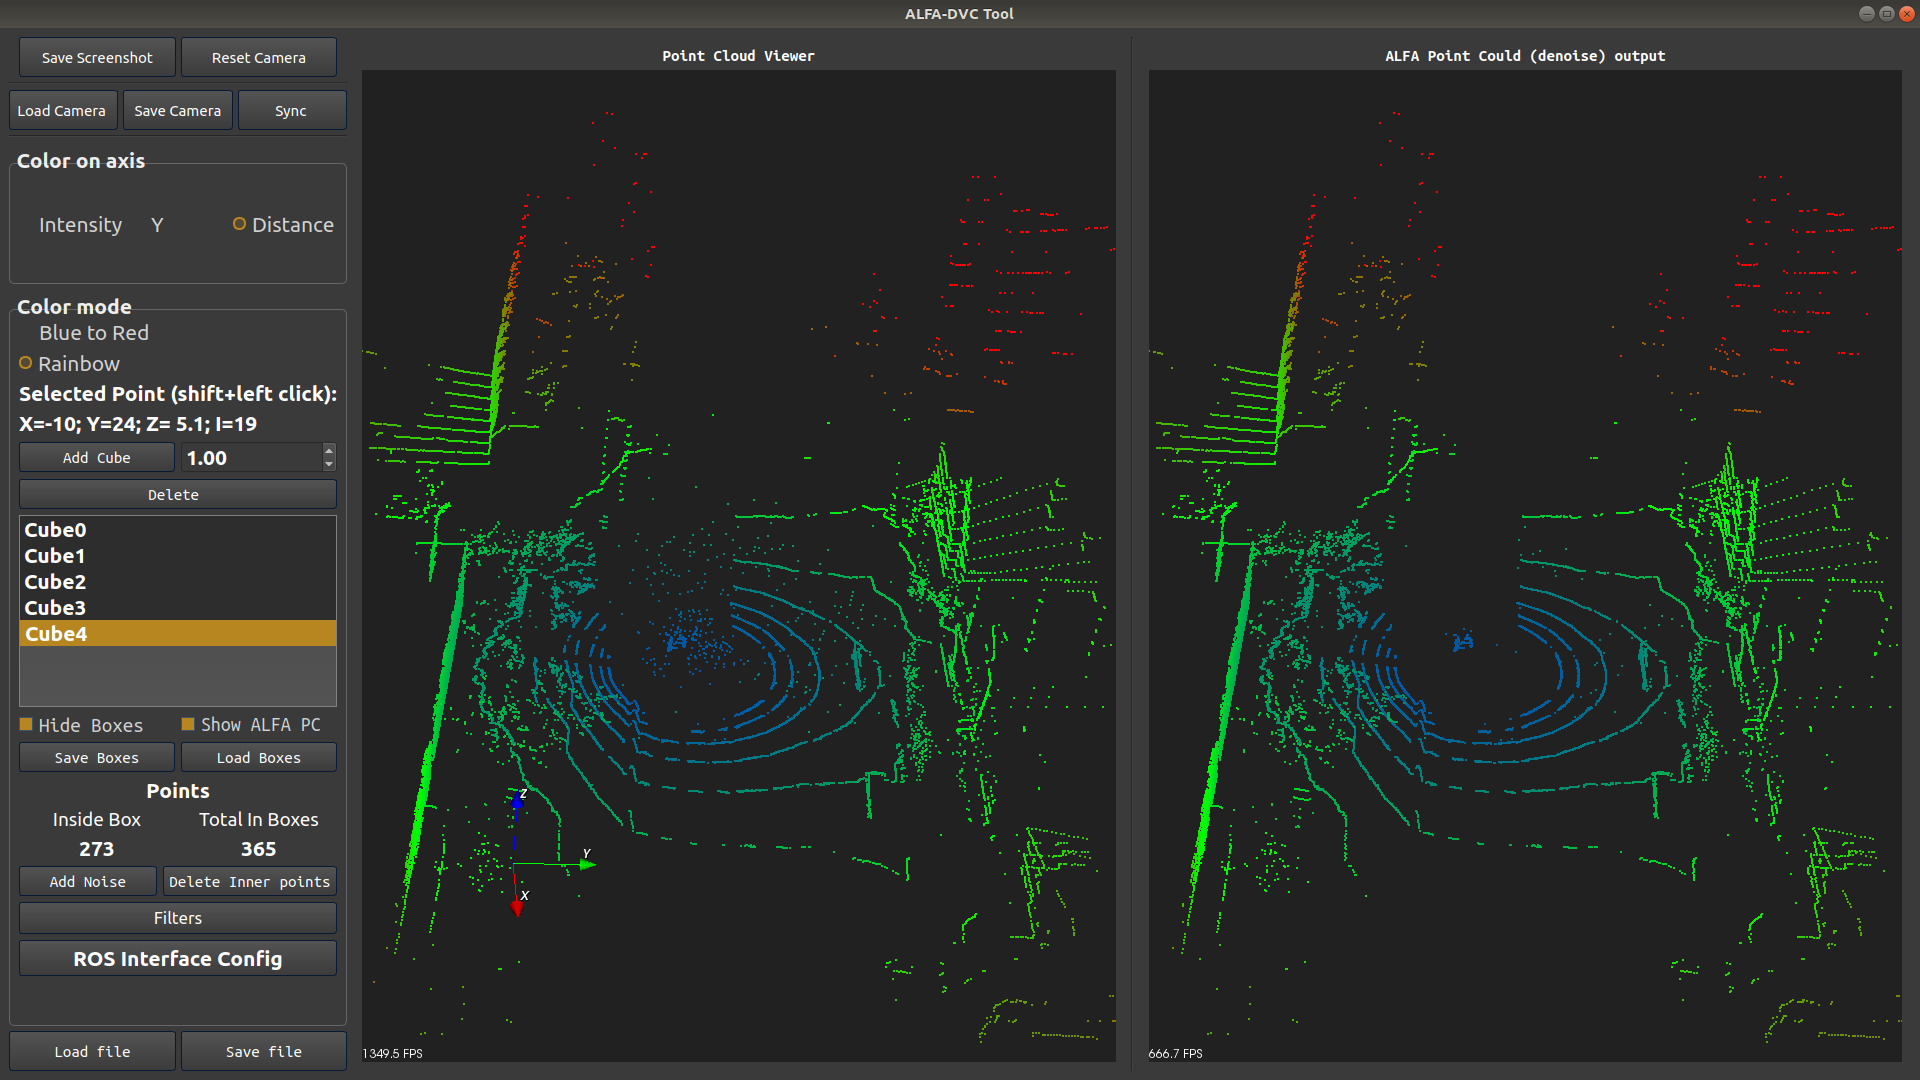 ALFA-DVC Tool
Save Screenshot
Reset Camera
Load Camera
Save Camera
Sync
Color on axis
Intensity
Y
Distance
Color mode
Blue to Red
Rainbow
Selected Point (shift+left click):
X=-10; Y=24; Z= 5.1; I=19
Add Cube
1.00
Delete
Cube0
Cube1
Cube2
Cube3
Cube4
Hide Boxes
Show ALFA PC
Save Boxes
Load Boxes
Points
Inside Box
Total In Boxes
273
365
Add Noise
Delete Inner points
Filters
ROS Interface Config
Load file
Save file
Point Cloud Viewer
Z
Y
X
1349.5 FPS
ALFA Point Could (denoise) output
666.7 FPS